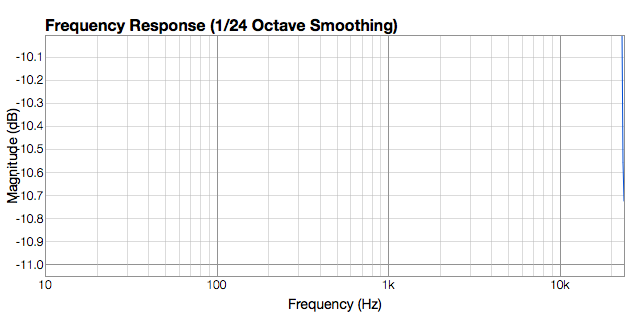 Frequency Response (1/24 Octave Smoothing)
Magnitude (dB)
-10.1
-10.2
-10.3
-10.4
-10.5
-10.6
-10.7
-10.8
-10.9
-11.0
10
100
1k
10k
Frequency (Hz)